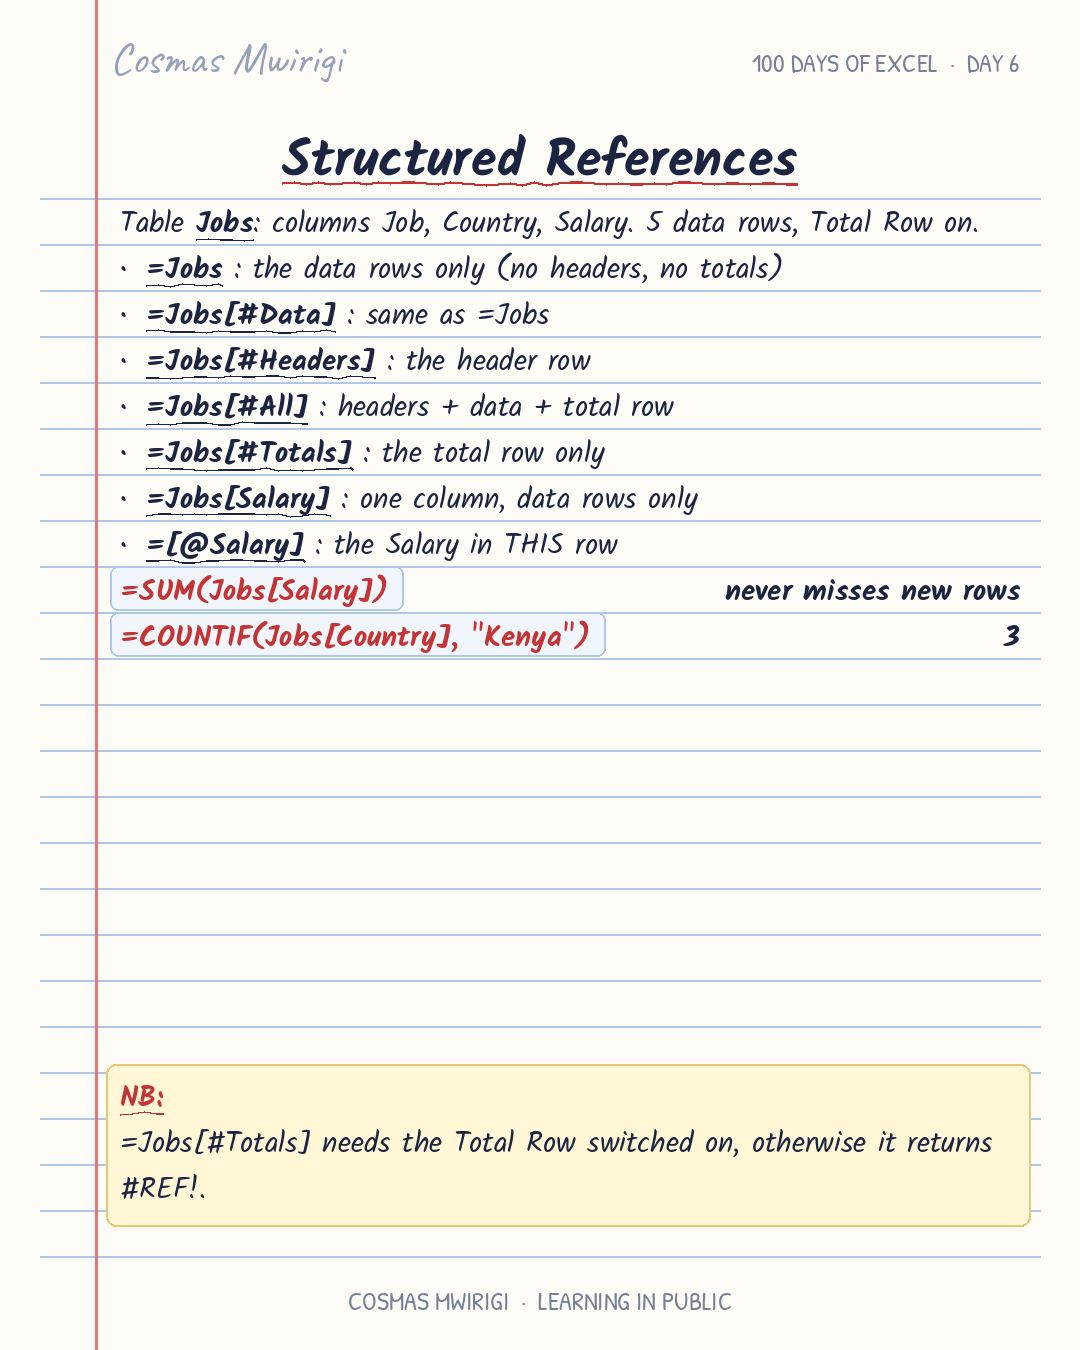 Cosmas Mwirigi
100 DAYS OF EXCEL · DAY 6
Structured References
Table Jobs: columns Job, Country, Salary. 5 data rows, Total Row on.
· =Jobs : the data rows only (no headers, no totals)
· =Jobs[#Data] : same as =Jobs
· =Jobs[#Headers] : the header row
· =Jobs[#All] : headers + data + total row
· =Jobs[#Totals] : the total row only
· =Jobs[Salary] : one column, data rows only
· =[@Salary] : the Salary in THIS row
=SUM(Jobs[Salary]) never misses new rows
=COUNTIF(Jobs[Country], "Kenya") 3
NB:
=Jobs[#Totals] needs the Total Row switched on, otherwise it returns
#REF!.
COSMAS MWIRIGI · LEARNING IN PUBLIC